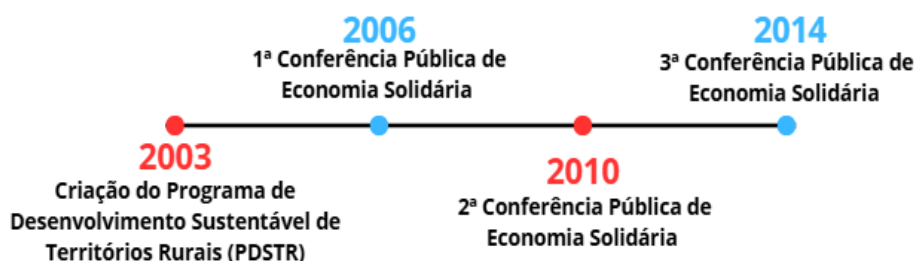 2006
1ª Conferência Pública de
Economia Solidária
2014
3ª Conferência Pública de
Economia Solidária
2003
Criação do Programa de
Desenvolvimento Sustentável de
Territórios Rurais (PDSTR)
2010
2ª Conferência Pública de
Economia Solidária